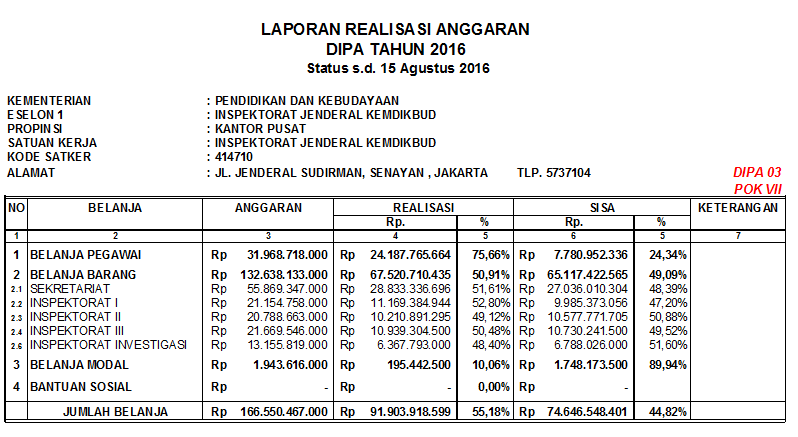 LAPORAN REALISASI ANGGARAN
DIPA TAHUN 2016
Status s.d. 15 Agustus 2016
KEMENTERIAN : PENDIDIKAN DAN KEBUDAYAAN
ESELON 1 : INSPEKTORAT JENDERAL KEMDIKBUD
PROPINSI : KANTOR PUSAT
SATUAN KERJA : INSPEKTORAT JENDERAL KEMDIKBUD
KODE SATKER : 414710
ALAMAT : JL. JENDERAL SUDIRMAN, SENAYAN , JAKARTA TLP. 5737104 DIPA 03
POK VII
NO BELANJA ANGGARAN REALISASI SISA KETERANGAN
Rp. % Rp. %
1 2 3 4 5 6 5 7
1 BELANJA PEGAWAI Rp 31.968.718.000 Rp 24.187.765.664 75,66% Rp 7.780.952.336 24,34%
2 BELANJA BARANG Rp 132.638.133.000 Rp 67.520.710.435 50,91% Rp 65.117.422.565 49,09%
2.1 SEKRETARIAT Rp 55.869.347.000 Rp 28.833.336.696 51,61% Rp 27.036.010.304 48,39%
2.2 INSPEKTORAT I Rp 21.154.758.000 Rp 11.169.384.944 52,80% Rp 9.985.373.056 47,20%
2.3 INSPEKTORAT II Rp 20.788.663.000 Rp 10.210.891.295 49,12% Rp 10.577.771.705 50,88%
2.4 INSPEKTORAT III Rp 21.669.546.000 Rp 10.939.304.500 50,48% Rp 10.730.241.500 49,52%
2.6 INSPEKTORAT INVESTIGASI Rp 13.155.819.000 Rp 6.367.793.000 48,40% Rp 6.788.026.000 51,60%
3 BELANJA MODAL Rp 1.943.616.000 Rp 195.442.500 10,06% Rp 1.748.173.500 89,94%
4 BANTUAN SOSIAL Rp - Rp - 0,00% Rp -
JUMLAH BELANJA Rp 166.550.467.000 Rp 91.903.918.599 55,18% Rp 74.646.548.401 44,82%